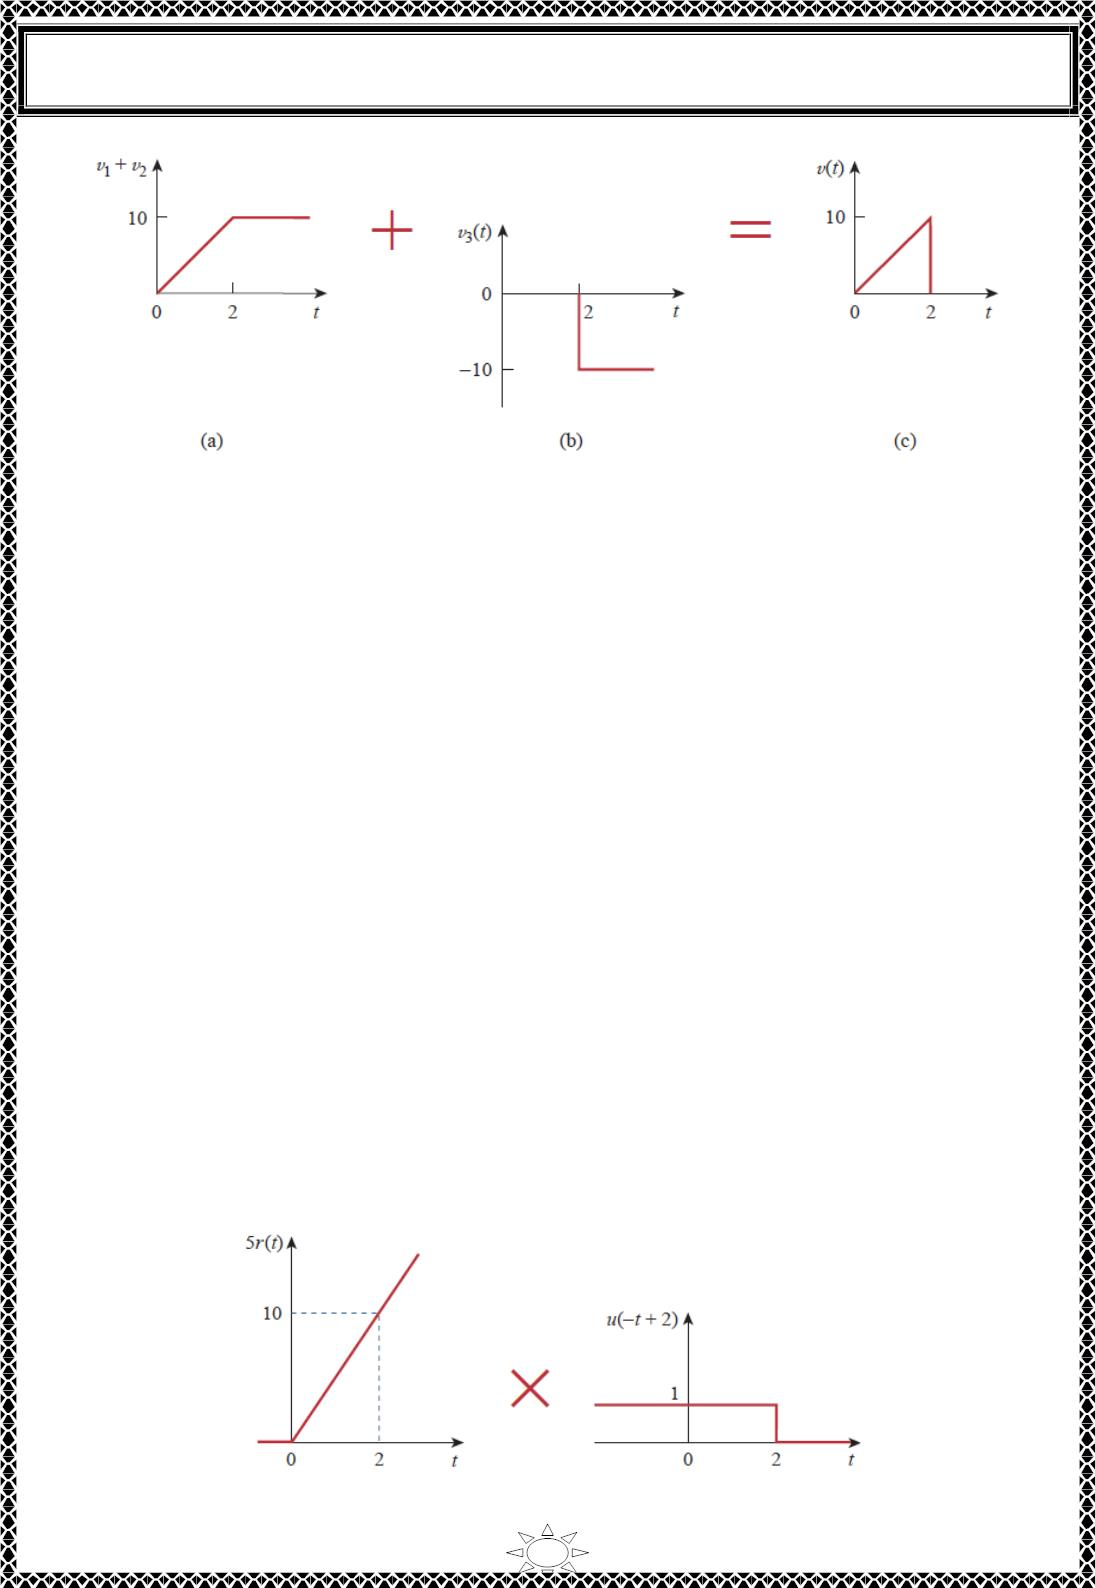 v₁ + v₂
10
0 2 t
+
v₃(t)
0
2 t
−10
=
v(t)
10
0 2 t
(a) (b) (c)
5r(t)
10
0 2 t
×
u(−t + 2)
1
0 2 t